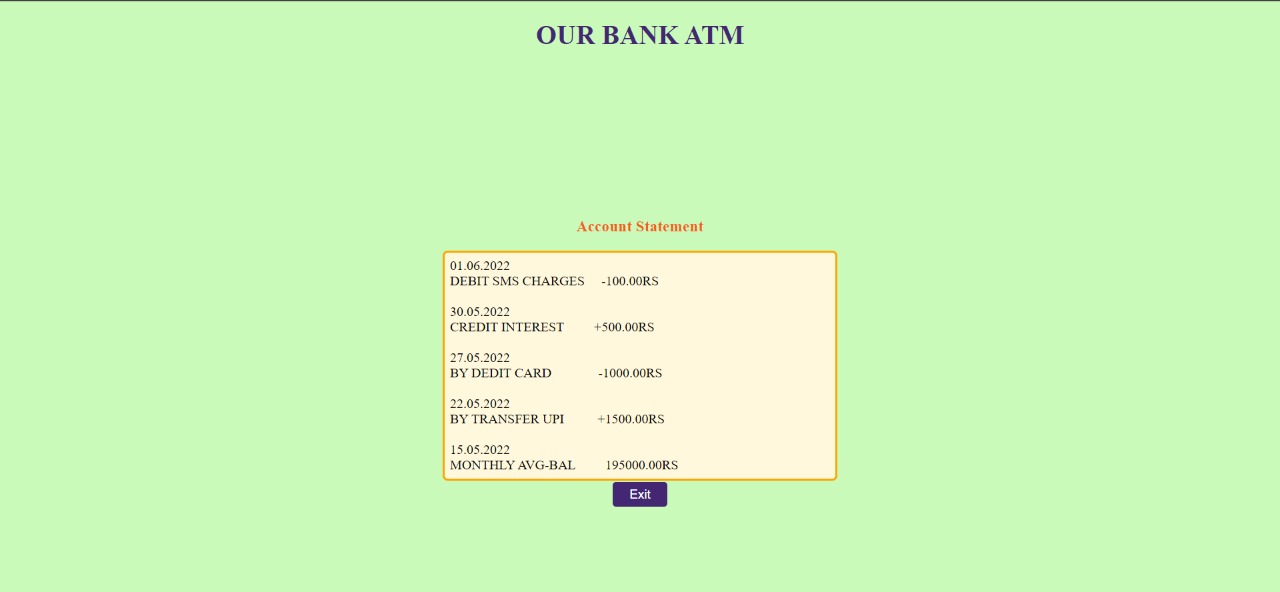 OUR BANK ATM
Account Statement
01.06.2022
DEBIT SMS CHARGES -100.00RS
30.05.2022
CREDIT INTEREST +500.00RS
27.05.2022
BY DEDIT CARD -1000.00RS
22.05.2022
BY TRANSFER UPI +1500.00RS
15.05.2022
MONTHLY AVG-BAL 195000.00RS
Exit